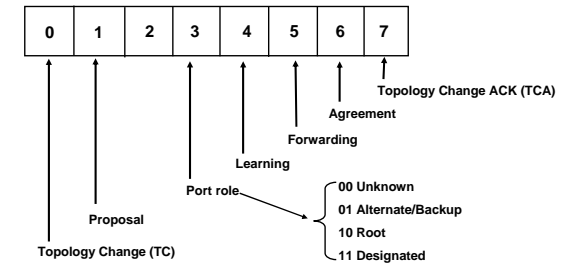 0 1 2 3 4 5 6 7
Topology Change ACK (TCA)
Agreement
Forwarding
Learning
Port role
00 Unknown
01 Alternate/Backup
10 Root
11 Designated
Proposal
Topology Change (TC)